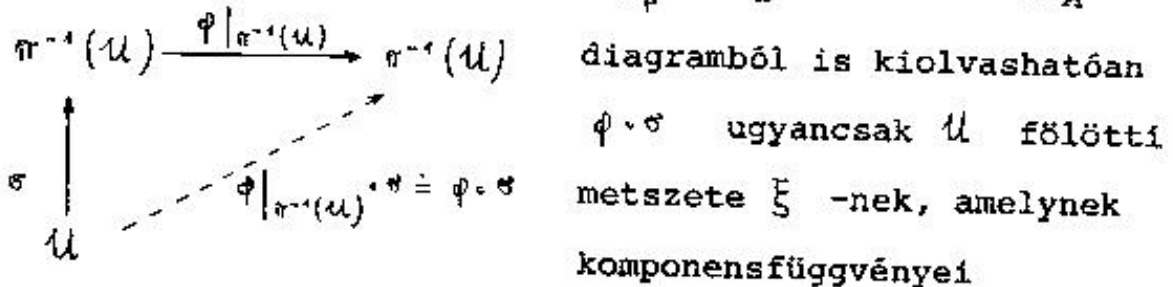 π⁻¹(U) φ|π⁻¹(U) π⁻¹(U)
σ φ|π⁻¹(U) ∘ σ ≐ φ ∘ σ
U
A
diagramból is kiolvashatóan
φ ∘ σ ugyancsak U fölötti
metszete ξ -nek, amelynek
komponensfüggvényei